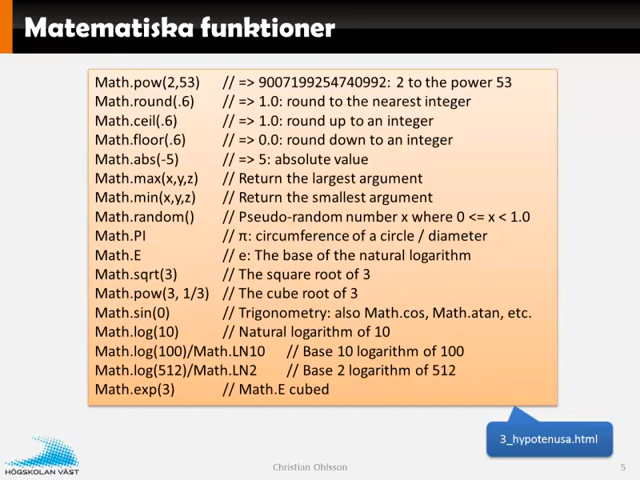 Matematiska funktioner
Math.pow(2,53) // => 9007199254740992: 2 to the power 53
Math.round(.6) // => 1.0: round to the nearest integer
Math.ceil(.6) // => 1.0: round up to an integer
Math.floor(.6) // => 0.0: round down to an integer
Math.abs(-5) // => 5: absolute value
Math.max(x,y,z) // Return the largest argument
Math.min(x,y,z) // Return the smallest argument
Math.random() // Pseudo-random number x where 0 <= x < 1.0
Math.PI // π: circumference of a circle / diameter
Math.E // e: The base of the natural logarithm
Math.sqrt(3) // The square root of 3
Math.pow(3, 1/3) // The cube root of 3
Math.sin(0) // Trigonometry: also Math.cos, Math.atan, etc.
Math.log(10) // Natural logarithm of 10
Math.log(100)/Math.LN10 // Base 10 logarithm of 100
Math.log(512)/Math.LN2 // Base 2 logarithm of 512
Math.exp(3) // Math.E cubed
3_hypotenusa.html
HÖGSKOLAN VÄST
Christian Ohlsson
5